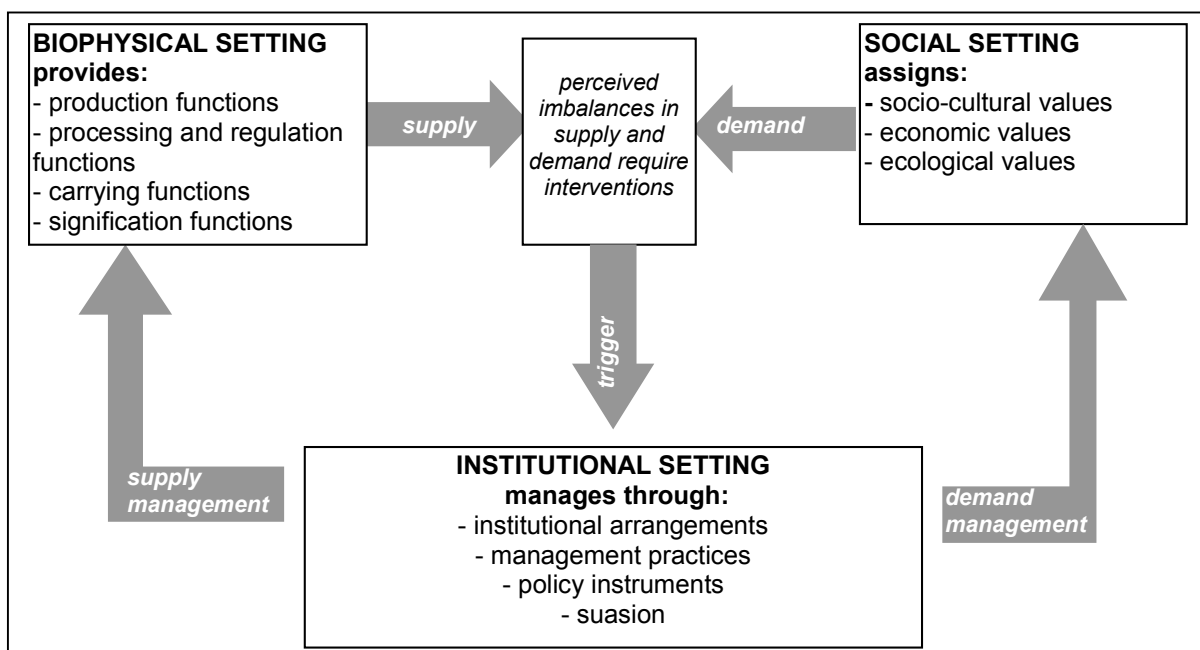 BIOPHYSICAL SETTING
provides:
- production functions
- processing and regulation
functions
- carrying functions
- signification functions
supply
perceived
imbalances in
supply and
demand require
interventions
demand
SOCIAL SETTING
assigns:
- socio-cultural values
- economic values
- ecological values
trigger
supply
management
INSTITUTIONAL SETTING
manages through:
- institutional arrangements
- management practices
- policy instruments
- suasion
demand
management